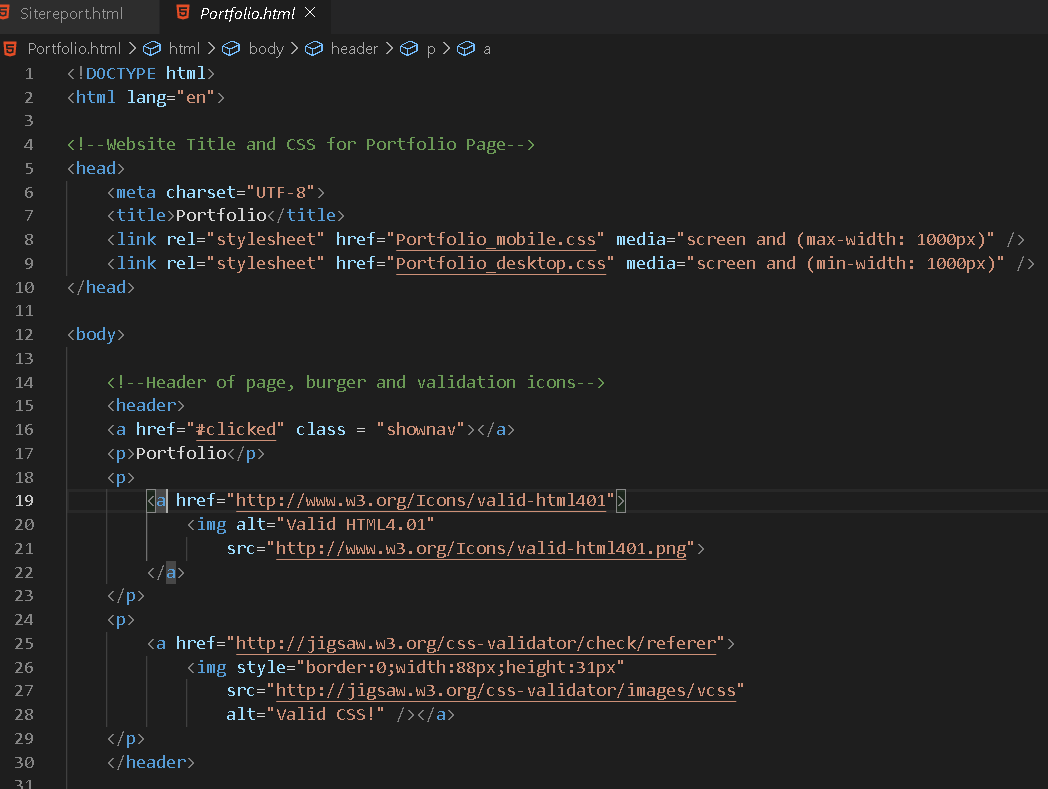 Sitereport.html
Portfolio.html ×
Portfolio.html > html > body > header > p > a
1 <!DOCTYPE html>
2 <html lang="en">
3
4 <!--Website Title and CSS for Portfolio Page-->
5 <head>
6 <meta charset="UTF-8">
7 <title>Portfolio</title>
8 <link rel="stylesheet" href="Portfolio_mobile.css" media="screen and (max-width: 1000px)" />
9 <link rel="stylesheet" href="Portfolio_desktop.css" media="screen and (min-width: 1000px)" />
10 </head>
11
12 <body>
13
14 <!--Header of page, burger and validation icons-->
15 <header>
16 <a href="#clicked" class = "shownav"></a>
17 <p>Portfolio</p>
18 <p>
19 <a href="http://www.w3.org/Icons/valid-html401">
20 <img alt="Valid HTML4.01"
21 src="http://www.w3.org/Icons/valid-html401.png">
22 </a>
23 </p>
24 <p>
25 <a href="http://jigsaw.w3.org/css-validator/check/referer">
26 <img style="border:0;width:88px;height:31px"
27 src="http://jigsaw.w3.org/css-validator/images/vcss"
28 alt="Valid CSS!" /></a>
29 </p>
30 </header>
31